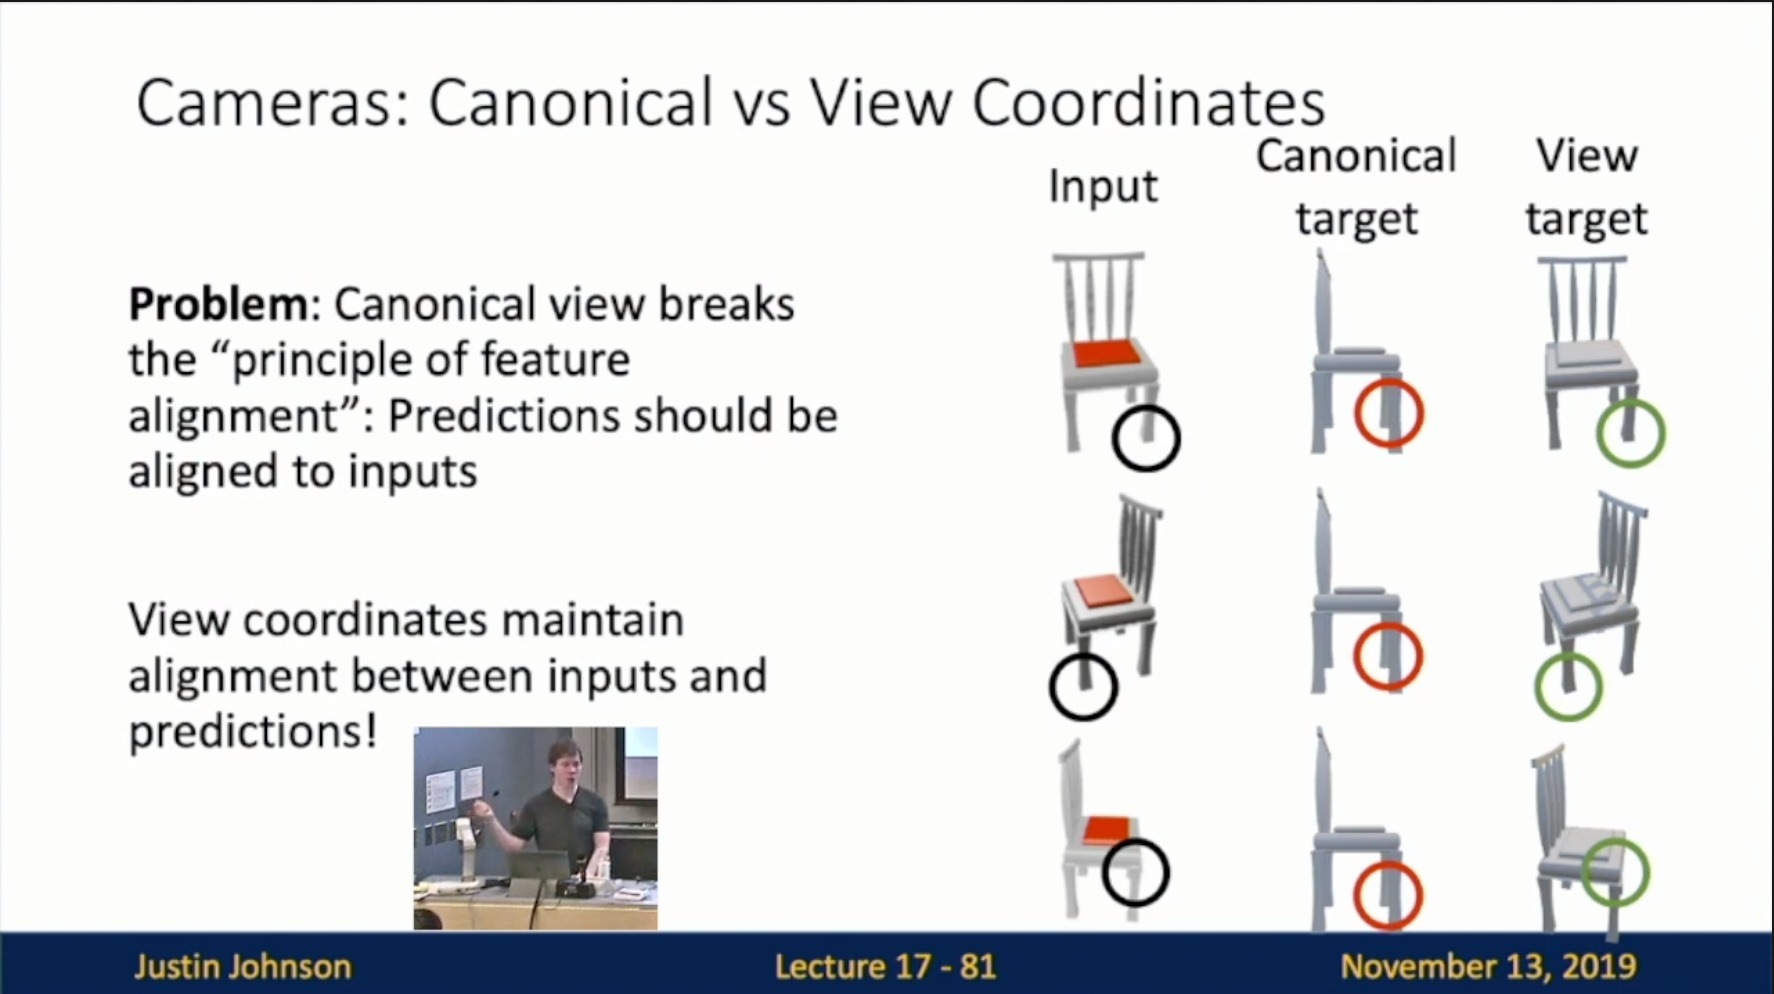 Cameras: Canonical vs View Coordinates
Input
Canonical
target
View
target
Problem: Canonical view breaks
the “principle of feature
alignment”: Predictions should be
aligned to inputs
View coordinates maintain
alignment between inputs and
predictions!
Justin Johnson
Lecture 17 - 81
November 13, 2019